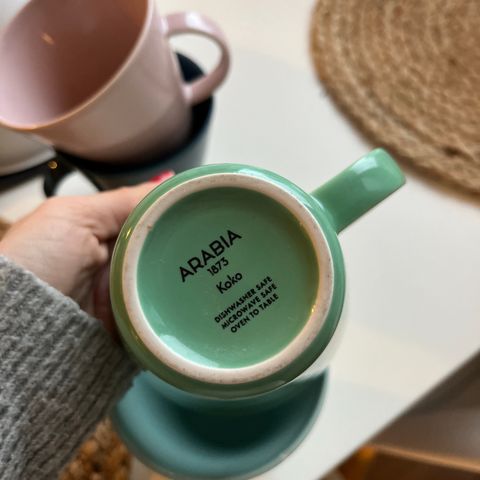 ARABIA
1873
Koko
DISHWASHER SAFE
MICROWAVE SAFE
OVEN TO TABLE